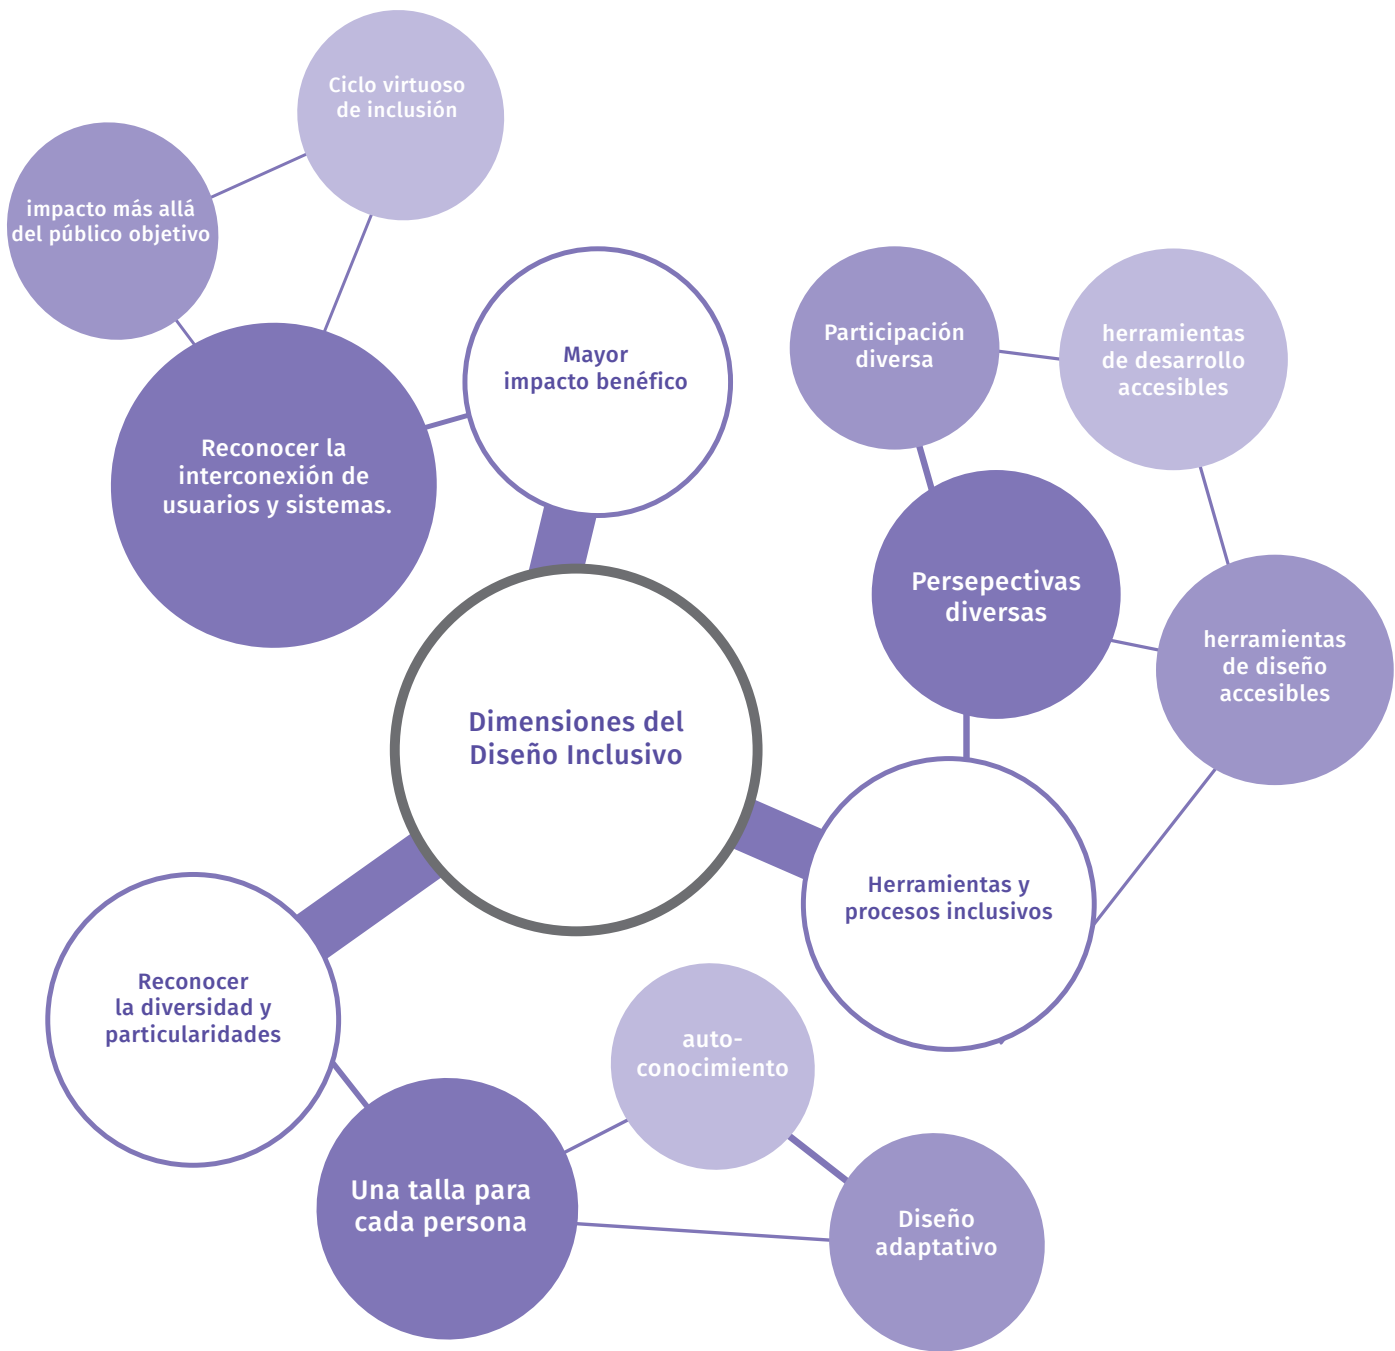 Ciclo virtuoso
de inclusión
impacto más allá
del público objetivo
Mayor
impacto benéfico
Reconocer la
interconexión de
usuarios y sistemas.
Participación
diversa
herramientas
de desarrollo
accesibles
Persepectivas
diversas
herramientas
de diseño
accesibles
Dimensiones del
Diseño Inclusivo
Herramientas y
procesos inclusivos
Reconocer
la diversidad y
particularidades
auto-
conocimiento
Una talla para
cada persona
Diseño
adaptativo